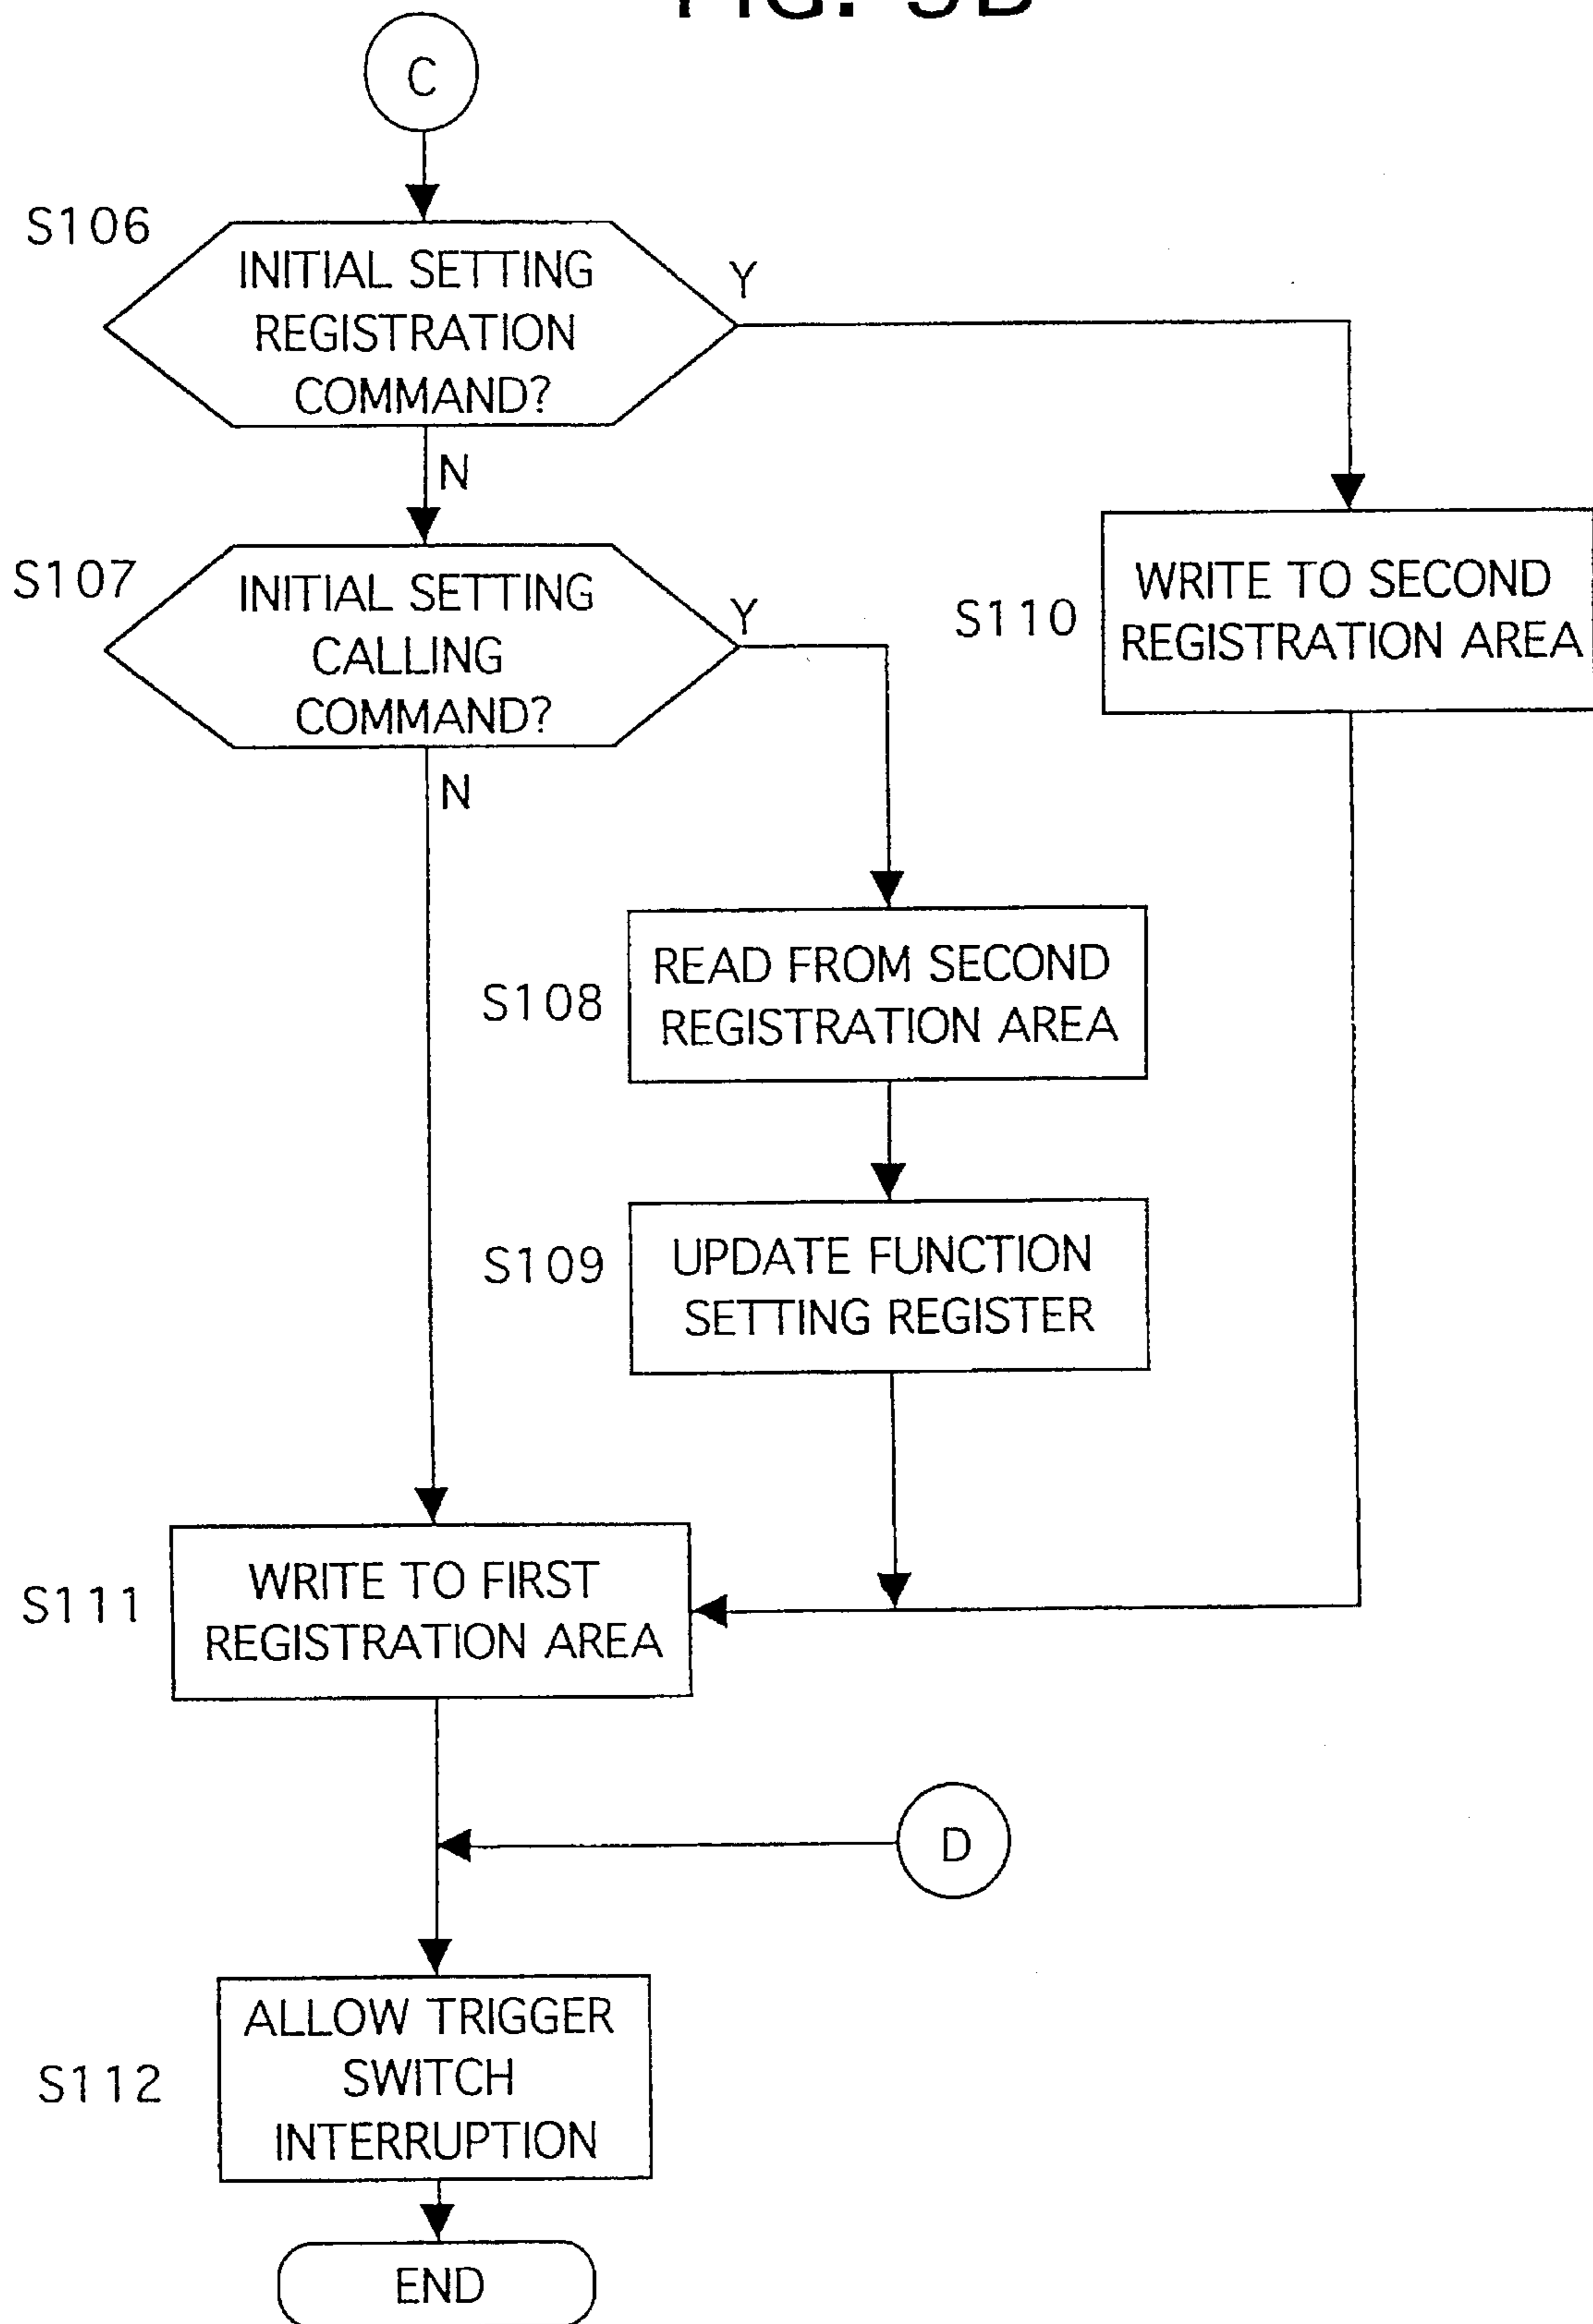 C
S106
INITIAL SETTING
REGISTRATION
COMMAND?
Y
N
S107
INITIAL SETTING
CALLING
COMMAND?
Y
N
S110
WRITE TO SECOND
REGISTRATION AREA
S108
READ FROM SECOND
REGISTRATION AREA
S109
UPDATE FUNCTION
SETTING REGISTER
S111
WRITE TO FIRST
REGISTRATION AREA
D
S112
ALLOW TRIGGER
SWITCH
INTERRUPTION
END